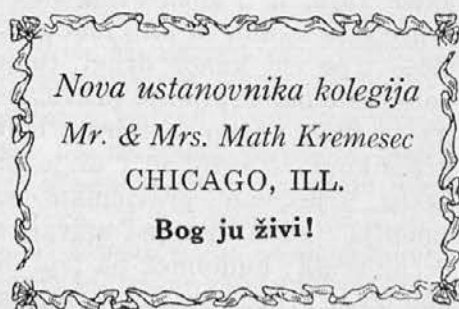 Nova ustanovnika kolegija
Mr. & Mrs. Math Kremesec
CHICAGO, ILL.
Bog ju živi!